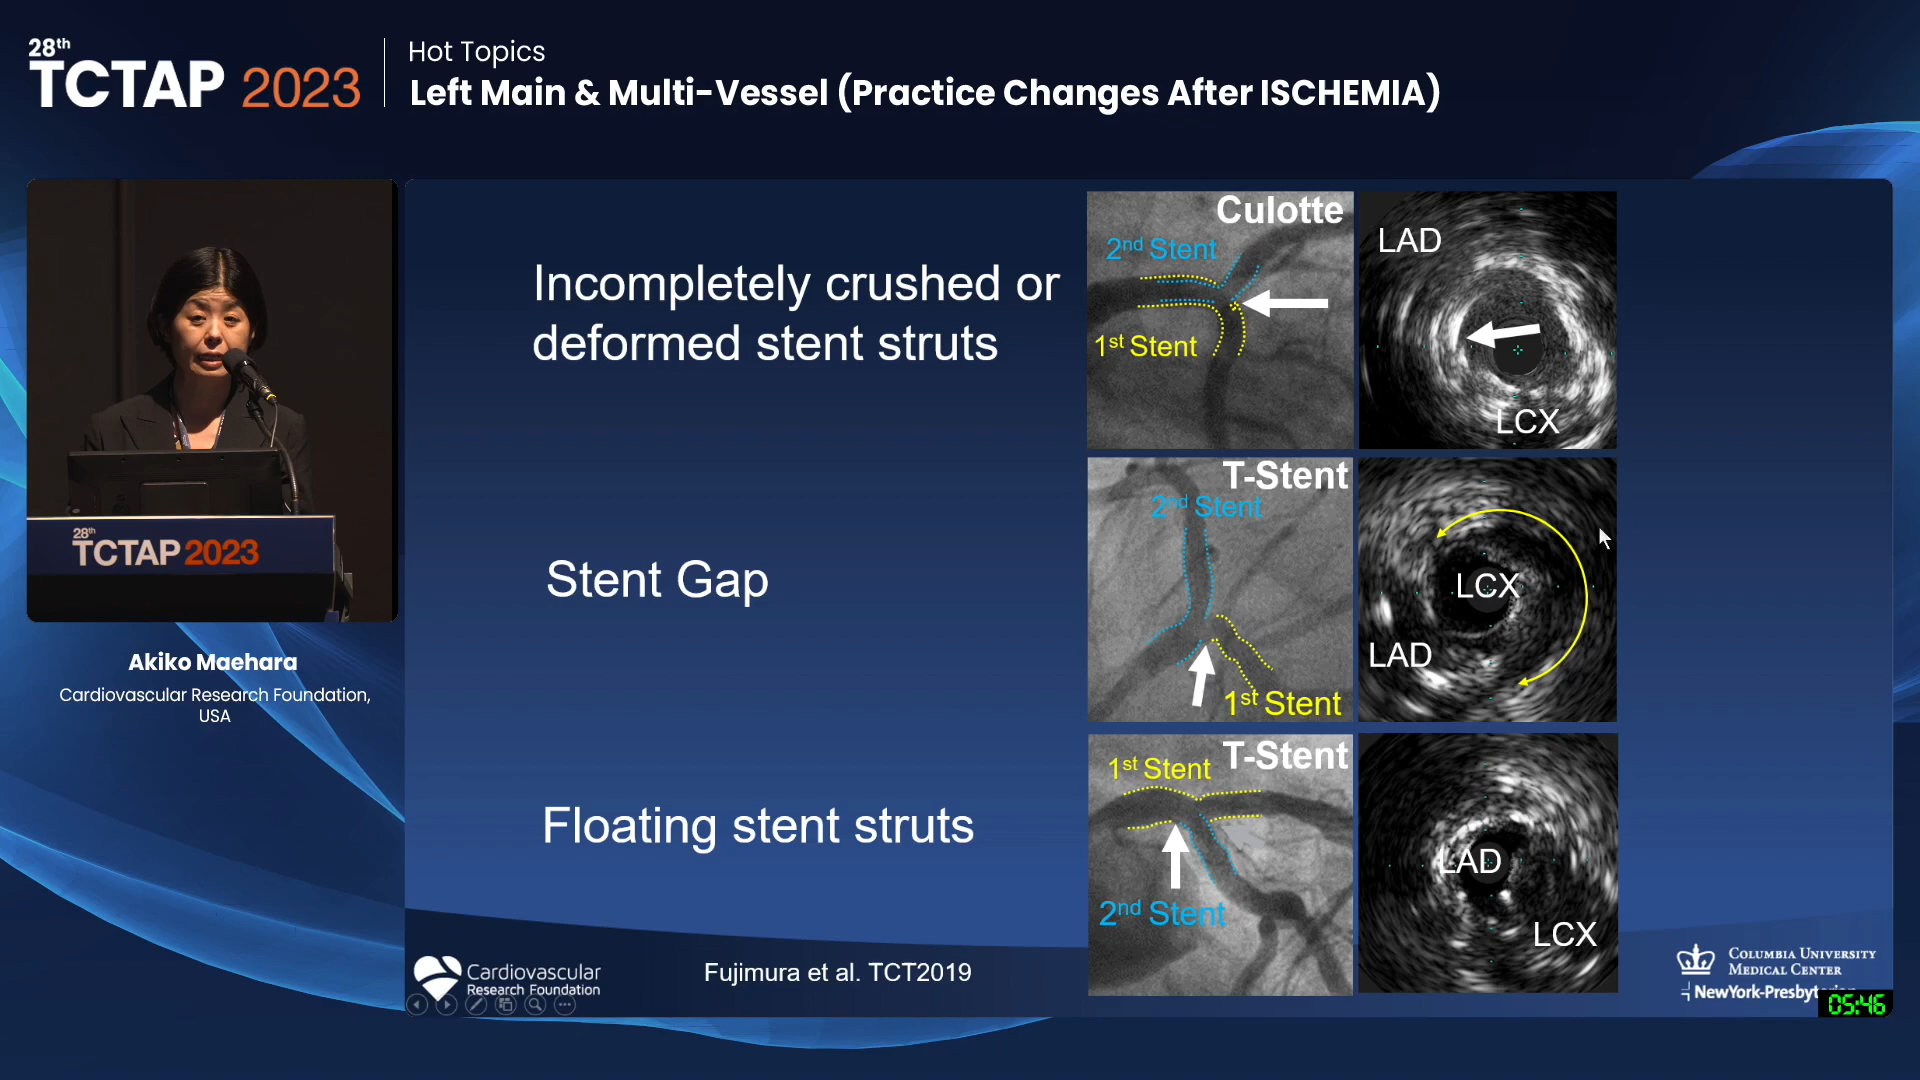 28th
TCTAP 2023
Hot Topics
Left Main & Multi-Vessel (Practice Changes After ISCHEMIA)
28th
TCTAP 2023
Akiko Maehara
Cardiovascular Research Foundation,
USA
Incompletely crushed or
deformed stent struts
Culotte
2nd Stent
1st Stent
LAD
LCX
Stent Gap
T-Stent
2nd Stent
1st Stent
LCX
LAD
Floating stent struts
T-Stent
1st Stent
2nd Stent
LAD
LCX
Cardiovascular
Research Foundation
Fujimura et al. TCT2019
COLUMBIA UNIVERSITY
MEDICAL CENTER
NewYork-Presbyterian
05:46